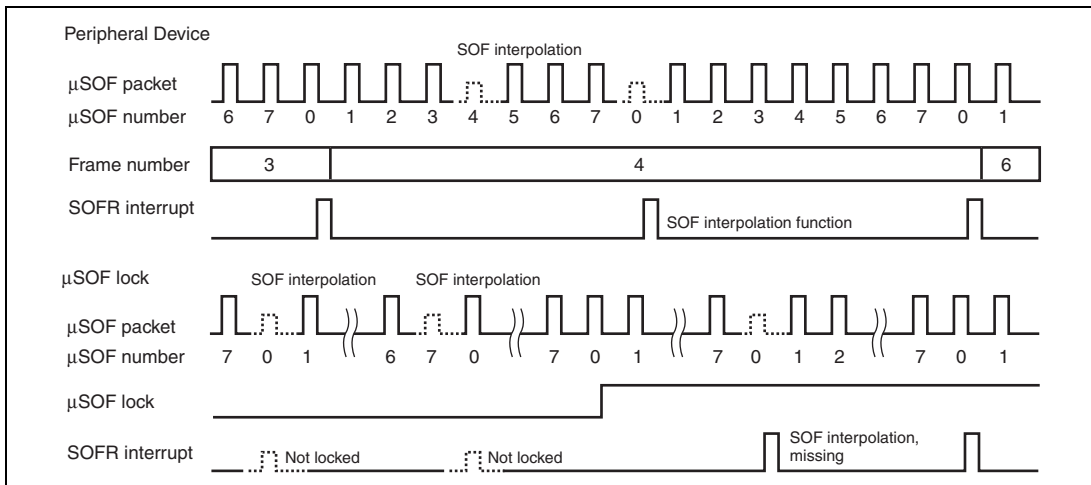 Peripheral Device
SOF interpolation
μSOF packet
μSOF number 6 7 0 1 2 3 4 5 6 7 0 1 2 3 4 5 6 7 0 1
Frame number 3 4 6
SOFR interrupt
SOF interpolation function
μSOF lock
SOF interpolation SOF interpolation
μSOF packet
μSOF number 7 0 1 6 7 0 7 0 1 7 0 1 2 7 0 1
μSOF lock
SOFR interrupt Not locked Not locked SOF interpolation,
missing